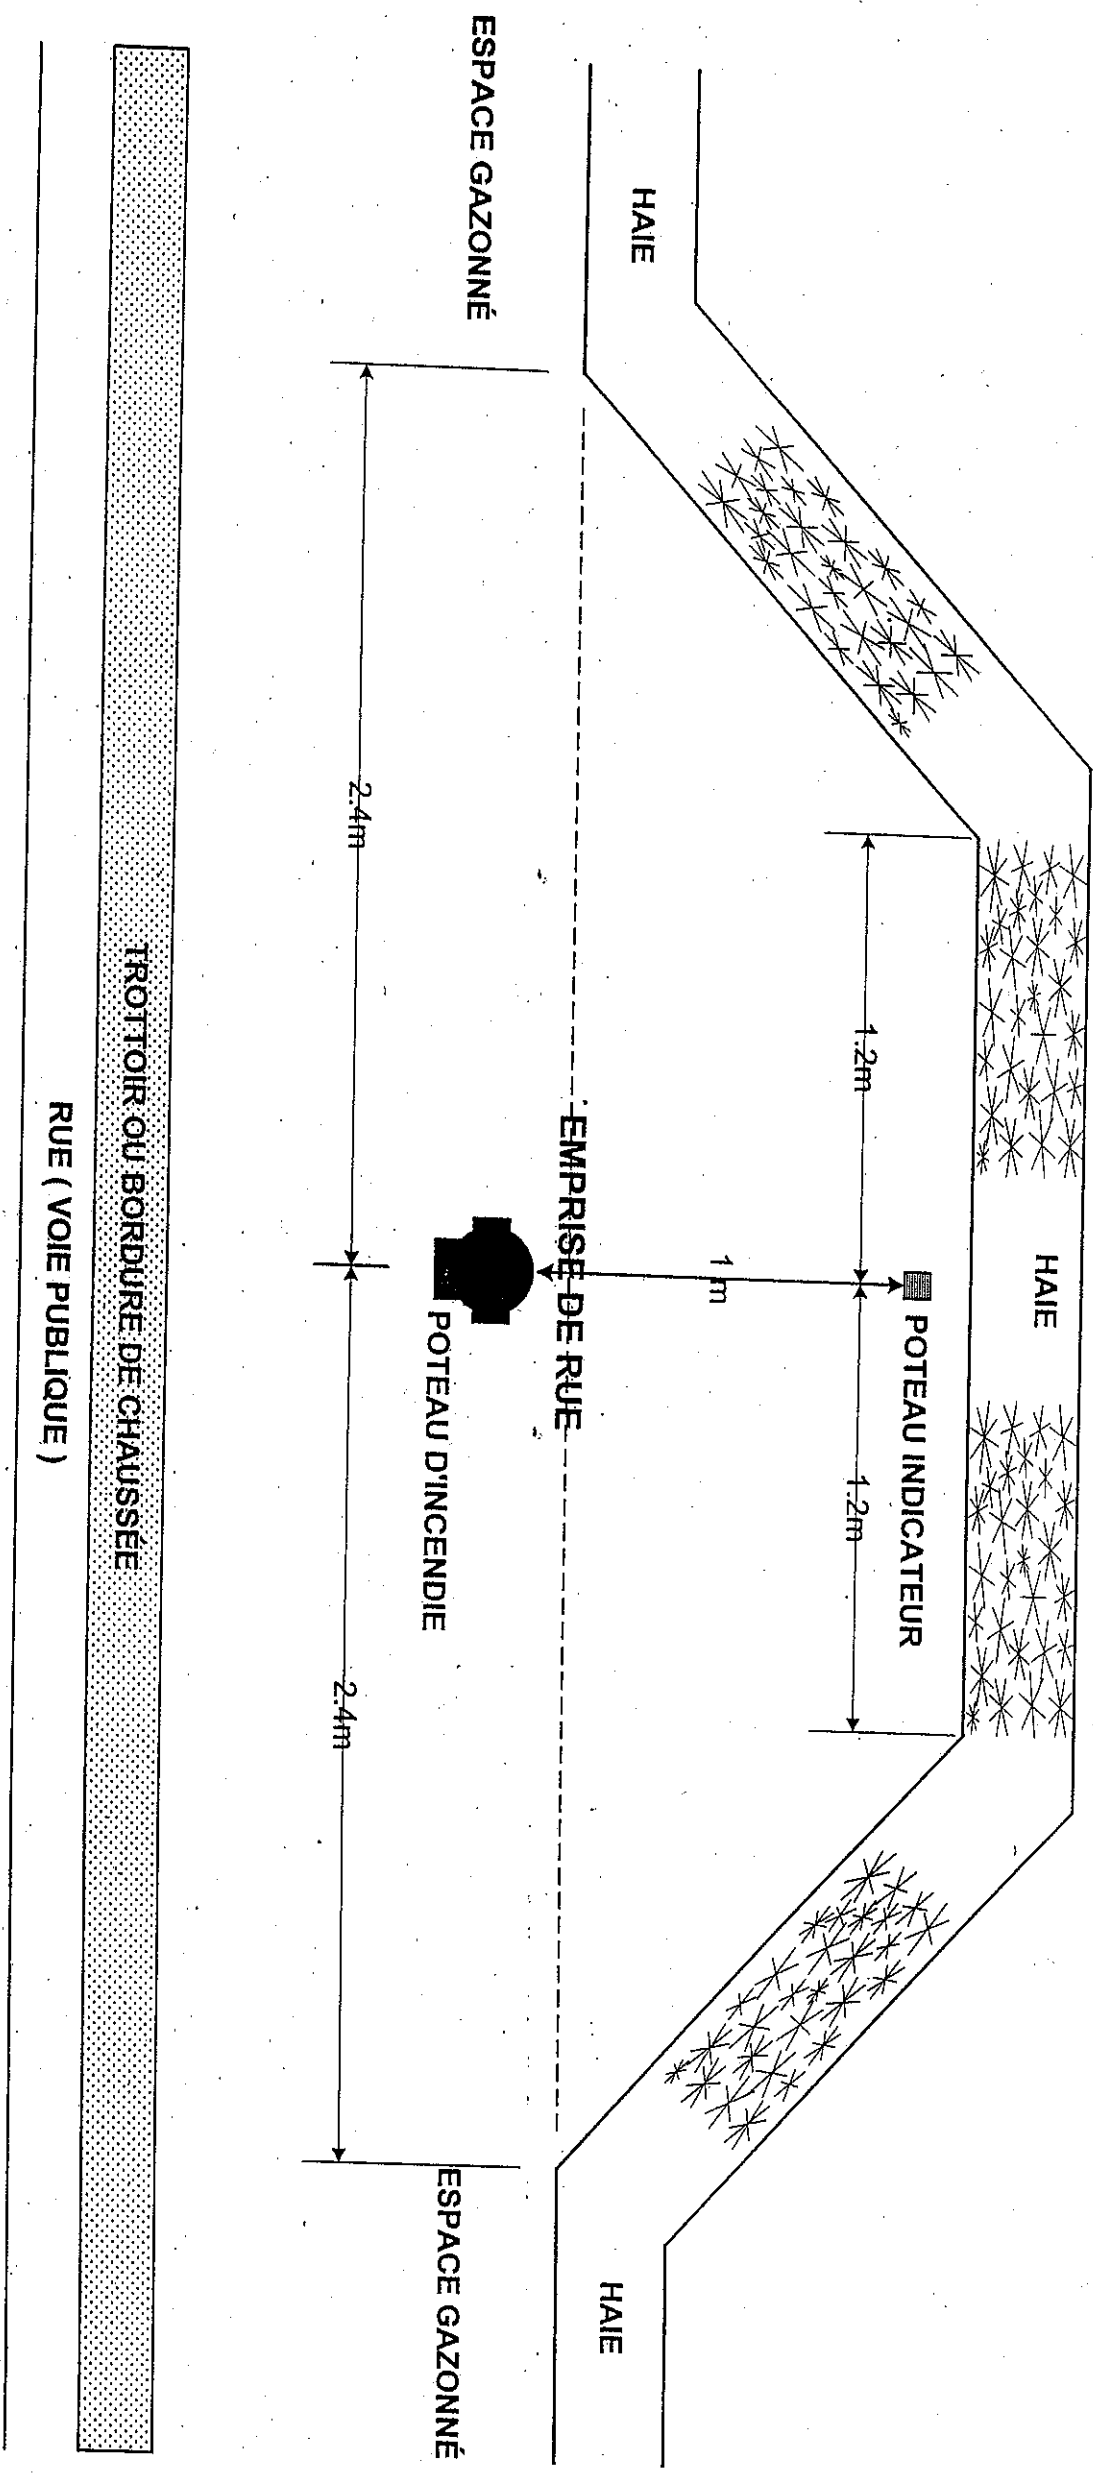 HAIE
POTEAU INDICATEUR
1.2m
1.2m
1 m
HAIE
HAIE
EMPRISE DE RUE
ESPACE GAZONNÉ
POTEAU D'INCENDIE
ESPACE GAZONNÉ
2.4m
2.4m
TROTTOIR OU BORDURE DE CHAUSSÉE
RUE ( VOIE PUBLIQUE )